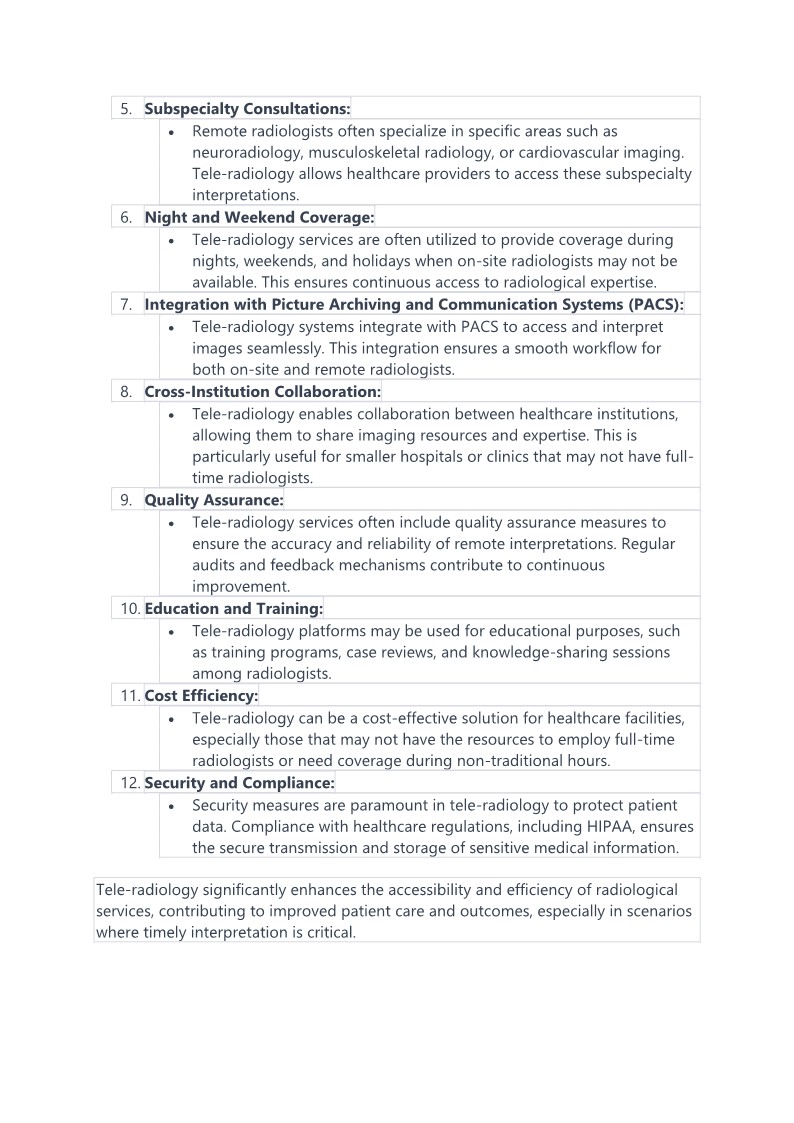 5. Subspecialty Consultations:
• Remote radiologists often specialize in specific areas such as
neuroradiology, musculoskeletal radiology, or cardiovascular imaging.
Tele-radiology allows healthcare providers to access these subspecialty
interpretations.
6. Night and Weekend Coverage:
• Tele-radiology services are often utilized to provide coverage during
nights, weekends, and holidays when on-site radiologists may not be
available. This ensures continuous access to radiological expertise.
7. Integration with Picture Archiving and Communication Systems (PACS):
• Tele-radiology systems integrate with PACS to access and interpret
images seamlessly. This integration ensures a smooth workflow for
both on-site and remote radiologists.
8. Cross-Institution Collaboration:
• Tele-radiology enables collaboration between healthcare institutions,
allowing them to share imaging resources and expertise. This is
particularly useful for smaller hospitals or clinics that may not have full-
time radiologists.
9. Quality Assurance:
• Tele-radiology services often include quality assurance measures to
ensure the accuracy and reliability of remote interpretations. Regular
audits and feedback mechanisms contribute to continuous
improvement.
10. Education and Training:
• Tele-radiology platforms may be used for educational purposes, such
as training programs, case reviews, and knowledge-sharing sessions
among radiologists.
11. Cost Efficiency:
• Tele-radiology can be a cost-effective solution for healthcare facilities,
especially those that may not have the resources to employ full-time
radiologists or need coverage during non-traditional hours.
12. Security and Compliance:
• Security measures are paramount in tele-radiology to protect patient
data. Compliance with healthcare regulations, including HIPAA, ensures
the secure transmission and storage of sensitive medical information.
Tele-radiology significantly enhances the accessibility and efficiency of radiological
services, contributing to improved patient care and outcomes, especially in scenarios
where timely interpretation is critical.